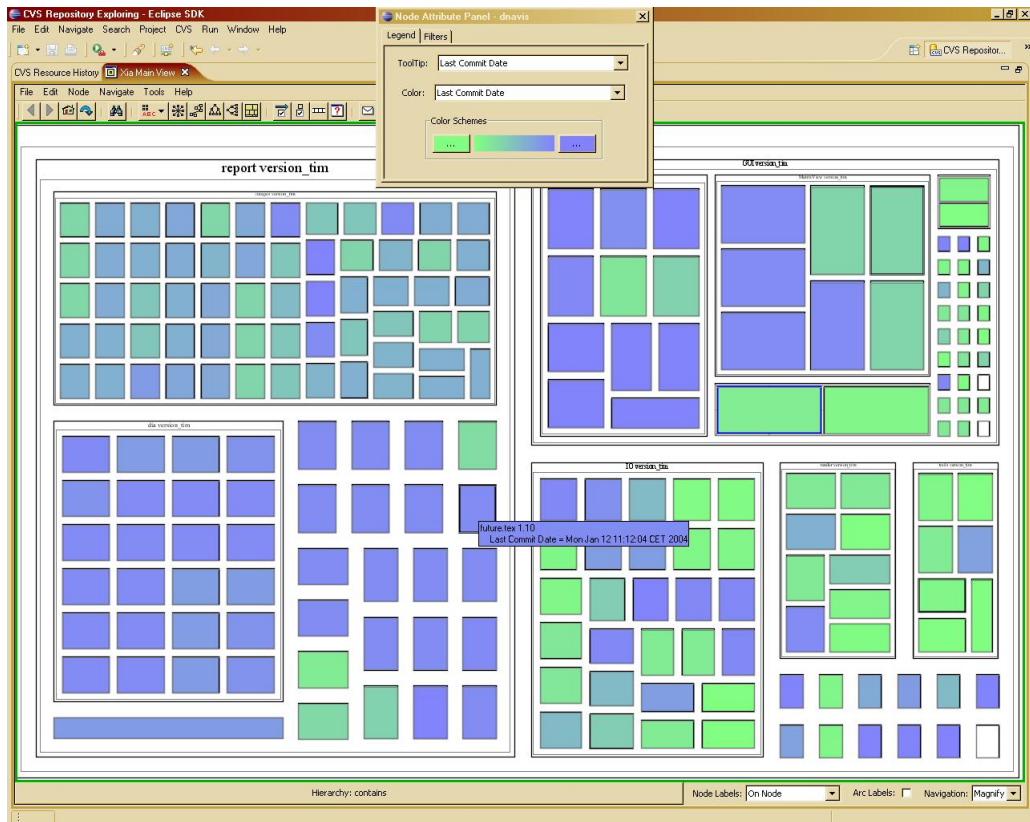 CVS Repository Exploring - Eclipse SDK
File Edit Navigate Search Project CVS Run Window Help
CVS Repositor...
CVS Resource History Xia Main View
File Edit Node Navigate Tools Help
ABC
Node Attribute Panel - dnavis
Legend Filters
ToolTip: Last Commit Date
Color: Last Commit Date
Color Schemes
... ...
report version_tim
GUI version_tim
MatrixView version_tim
dia version_tim
IO version_tim
future.tex 1.10
Last Commit Date = Mon Jan 12 11:12:04 CET 2004
Hierarchy: contains
Node Labels: On Node Arc Labels: Navigation: Magnify